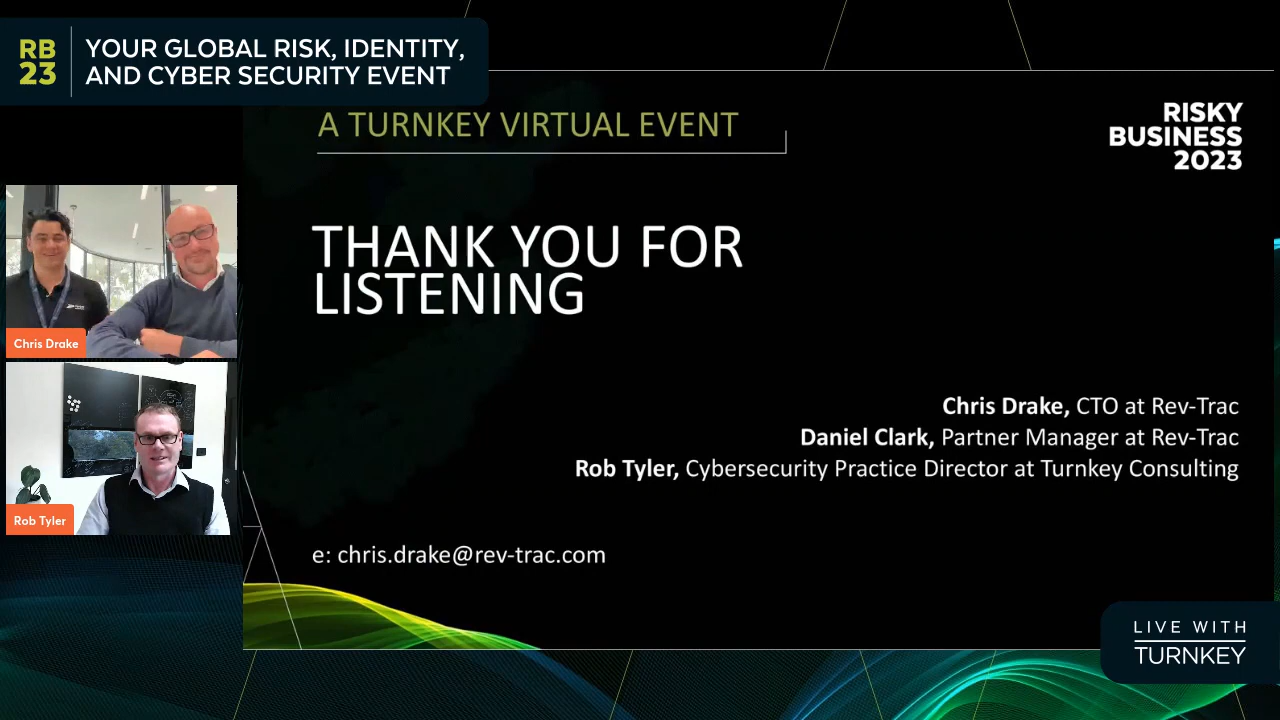 RB
23
YOUR GLOBAL RISK, IDENTITY,
AND CYBER SECURITY EVENT
A TURNKEY VIRTUAL EVENT
RISKY
BUSINESS
2023
THANK YOU FOR
LISTENING
Chris Drake
Rob Tyler
Chris Drake, CTO at Rev-Trac
Daniel Clark, Partner Manager at Rev-Trac
Rob Tyler, Cybersecurity Practice Director at Turnkey Consulting
e: chris.drake@rev-trac.com
LIVE WITH
TURNKEY